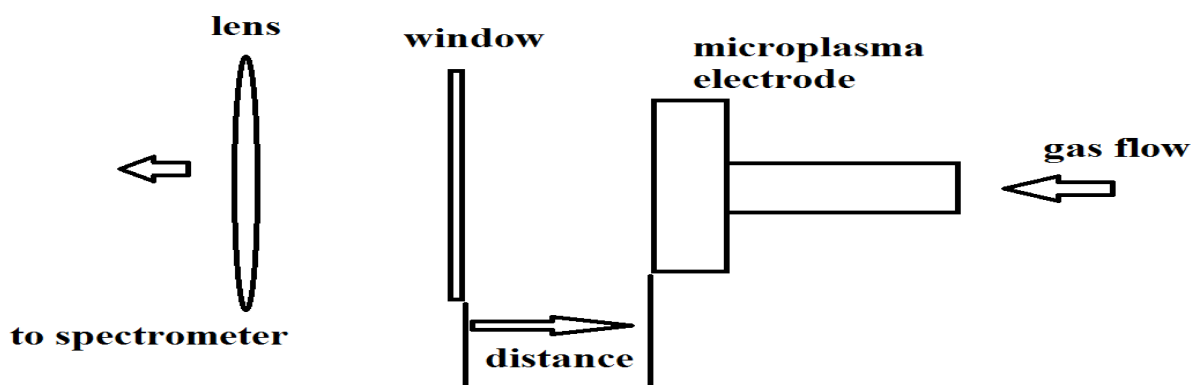 lens
window
microplasma
electrode
gas flow
to spectrometer
distance